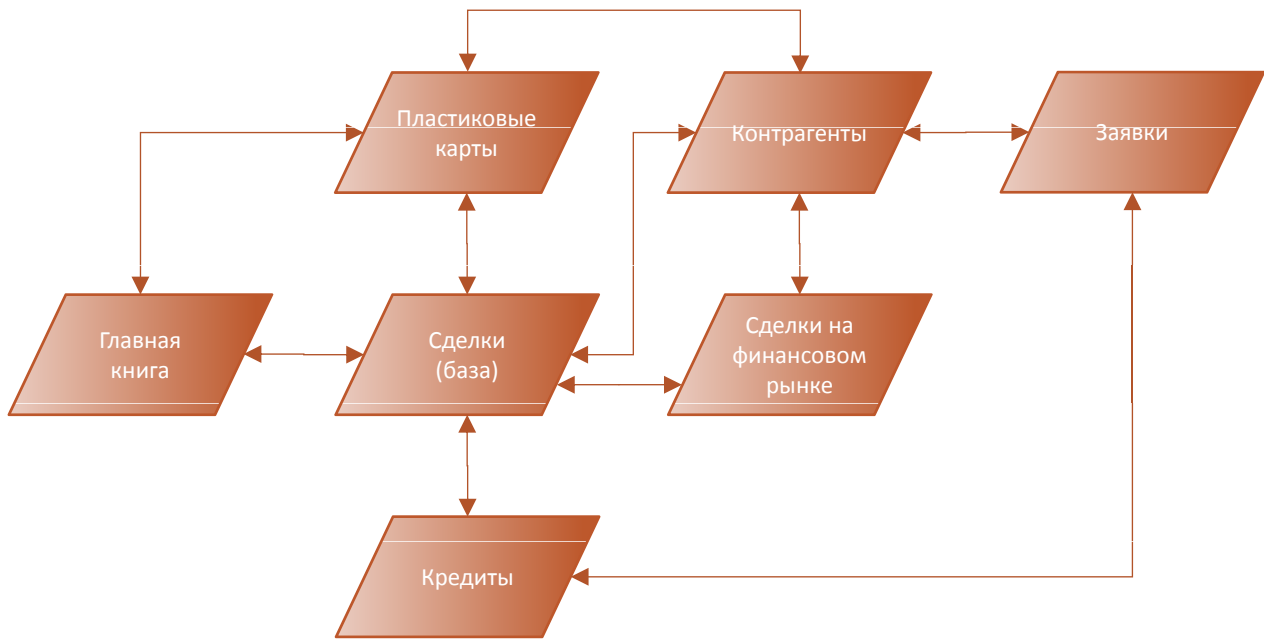 Пластиковые
карты
Контрагенты
Заявки
Главная
книга
Сделки
(база)
Сделки на
финансовом
рынке
Кредиты